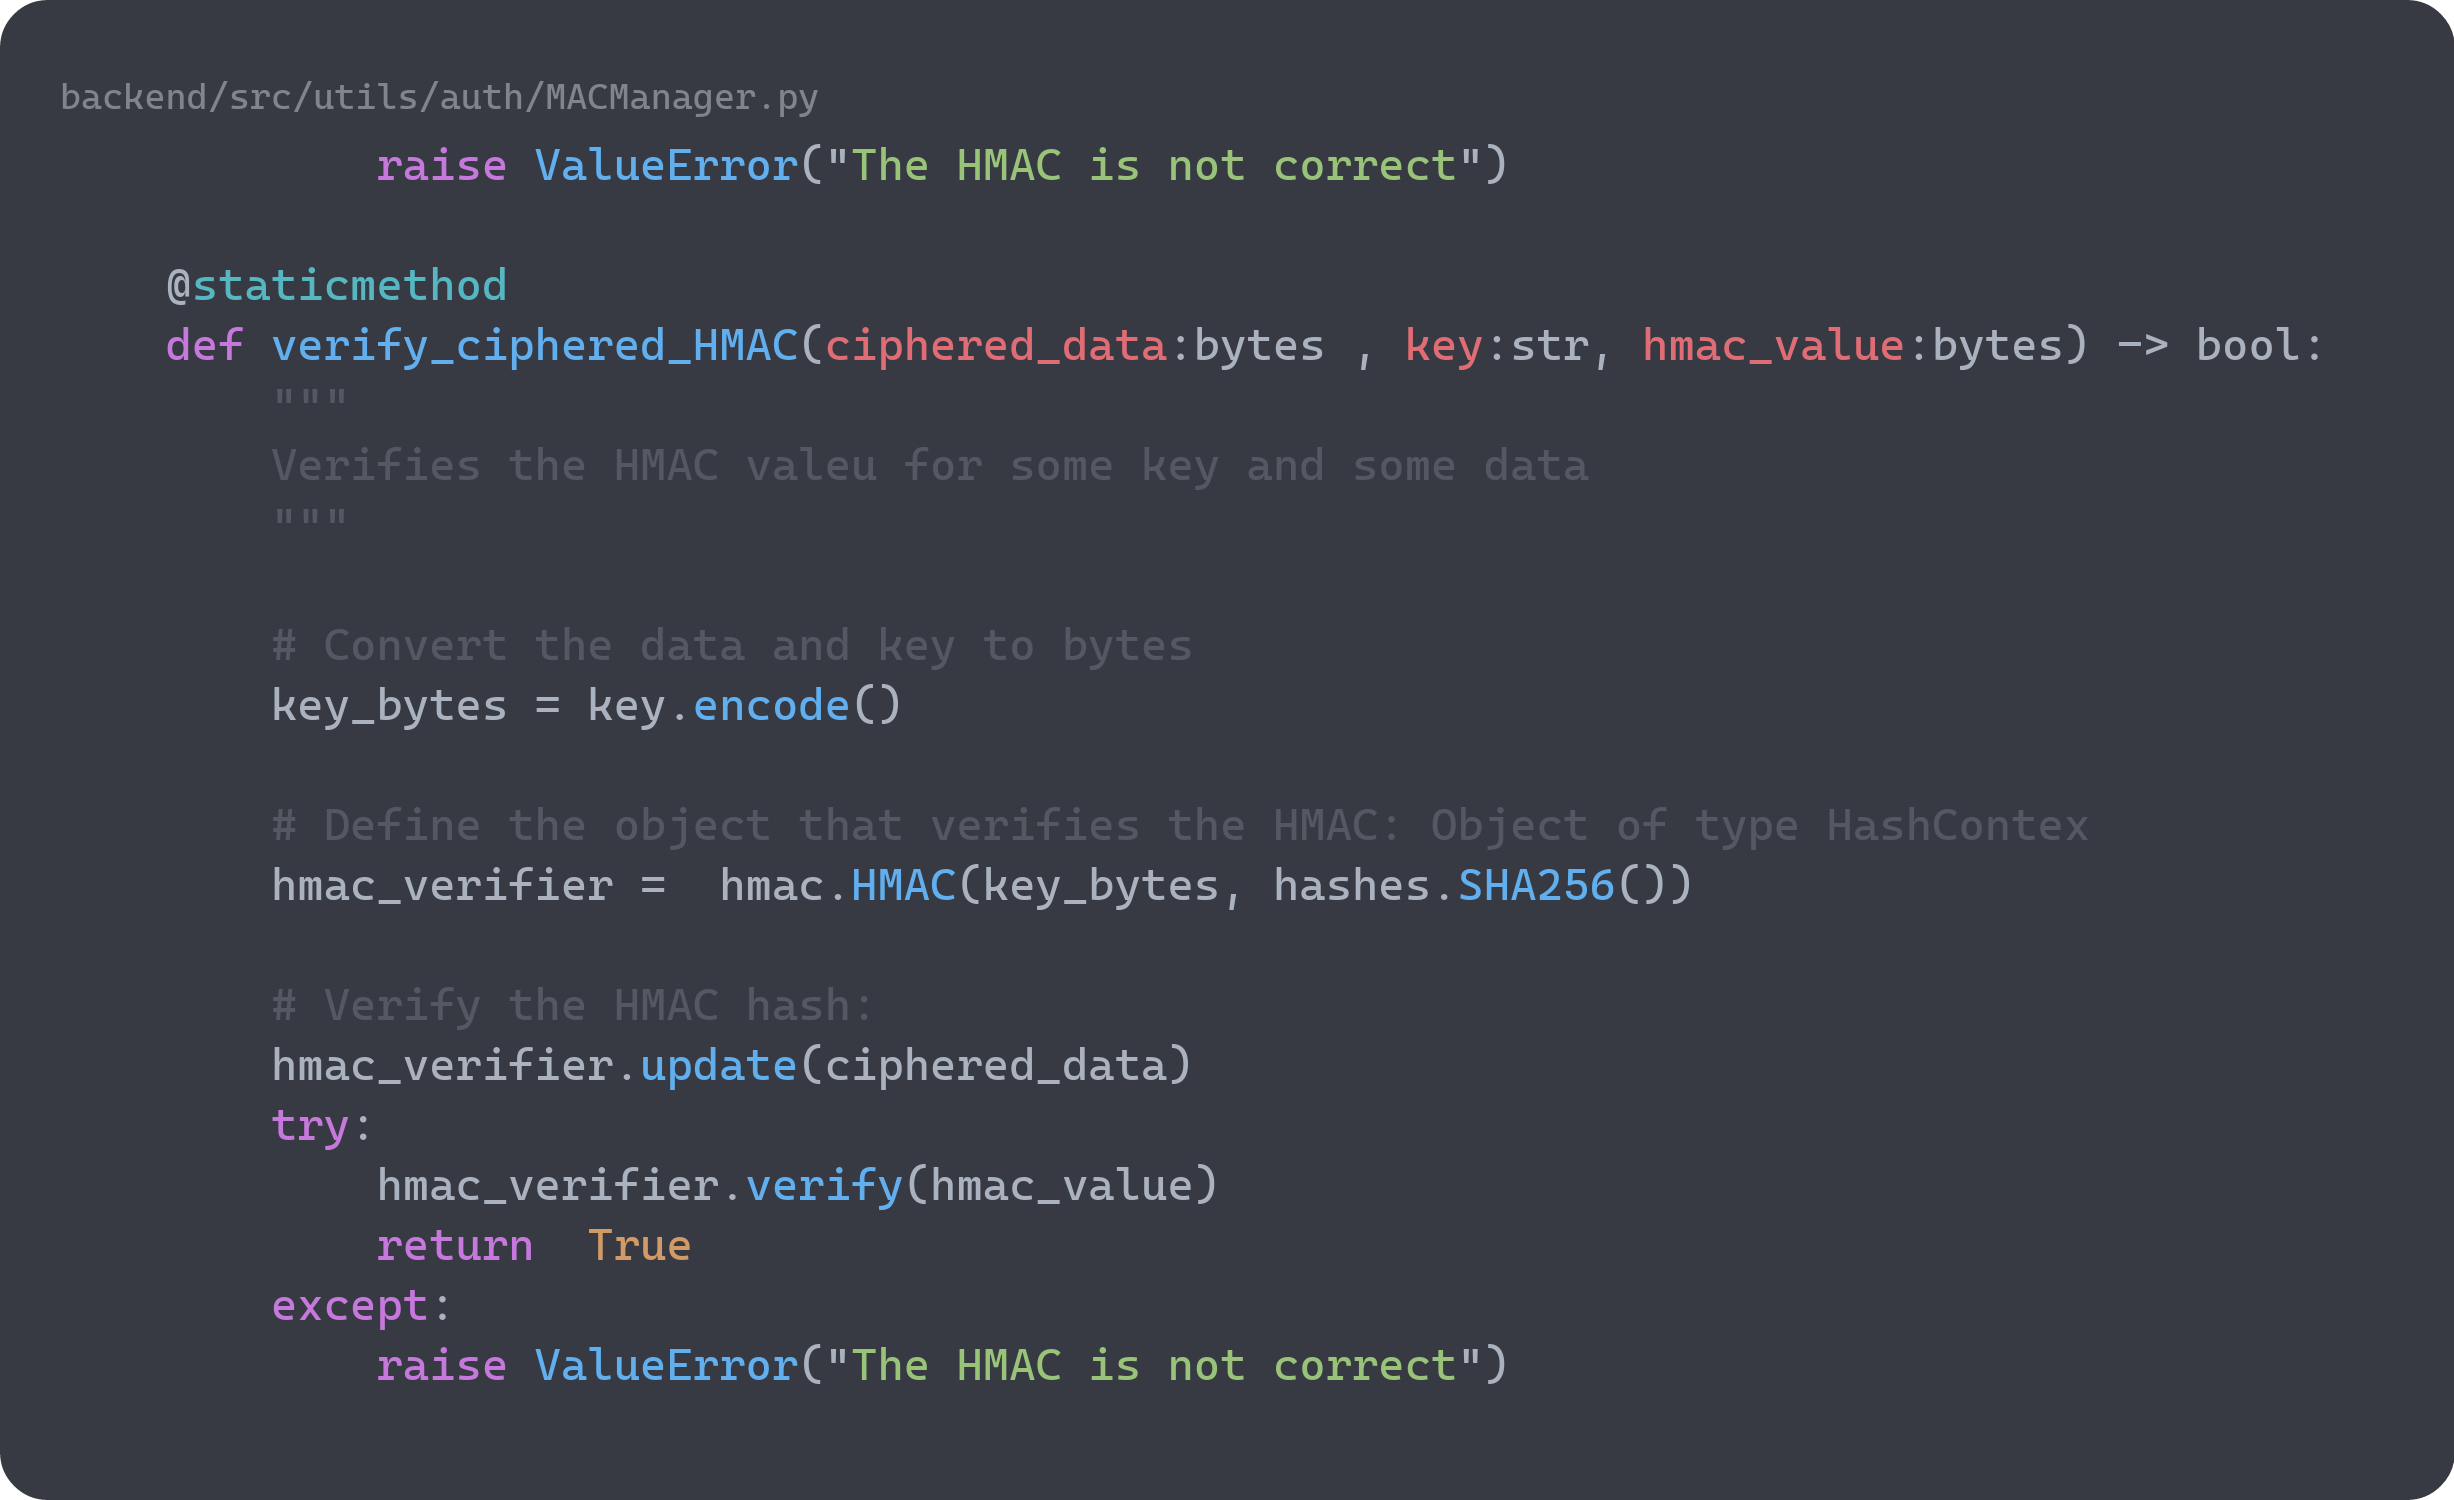 backend/src/utils/auth/MACManager.py
            raise ValueError("The HMAC is not correct")

    @staticmethod
    def verify_ciphered_HMAC(ciphered_data:bytes , key:str, hmac_value:bytes) -> bool:
        """
        Verifies the HMAC valeu for some key and some data
        """

        # Convert the data and key to bytes
        key_bytes = key.encode()

        # Define the object that verifies the HMAC: Object of type HashContex
        hmac_verifier =  hmac.HMAC(key_bytes, hashes.SHA256())

        # Verify the HMAC hash:
        hmac_verifier.update(ciphered_data)
        try:
            hmac_verifier.verify(hmac_value)
            return  True
        except:
            raise ValueError("The HMAC is not correct")